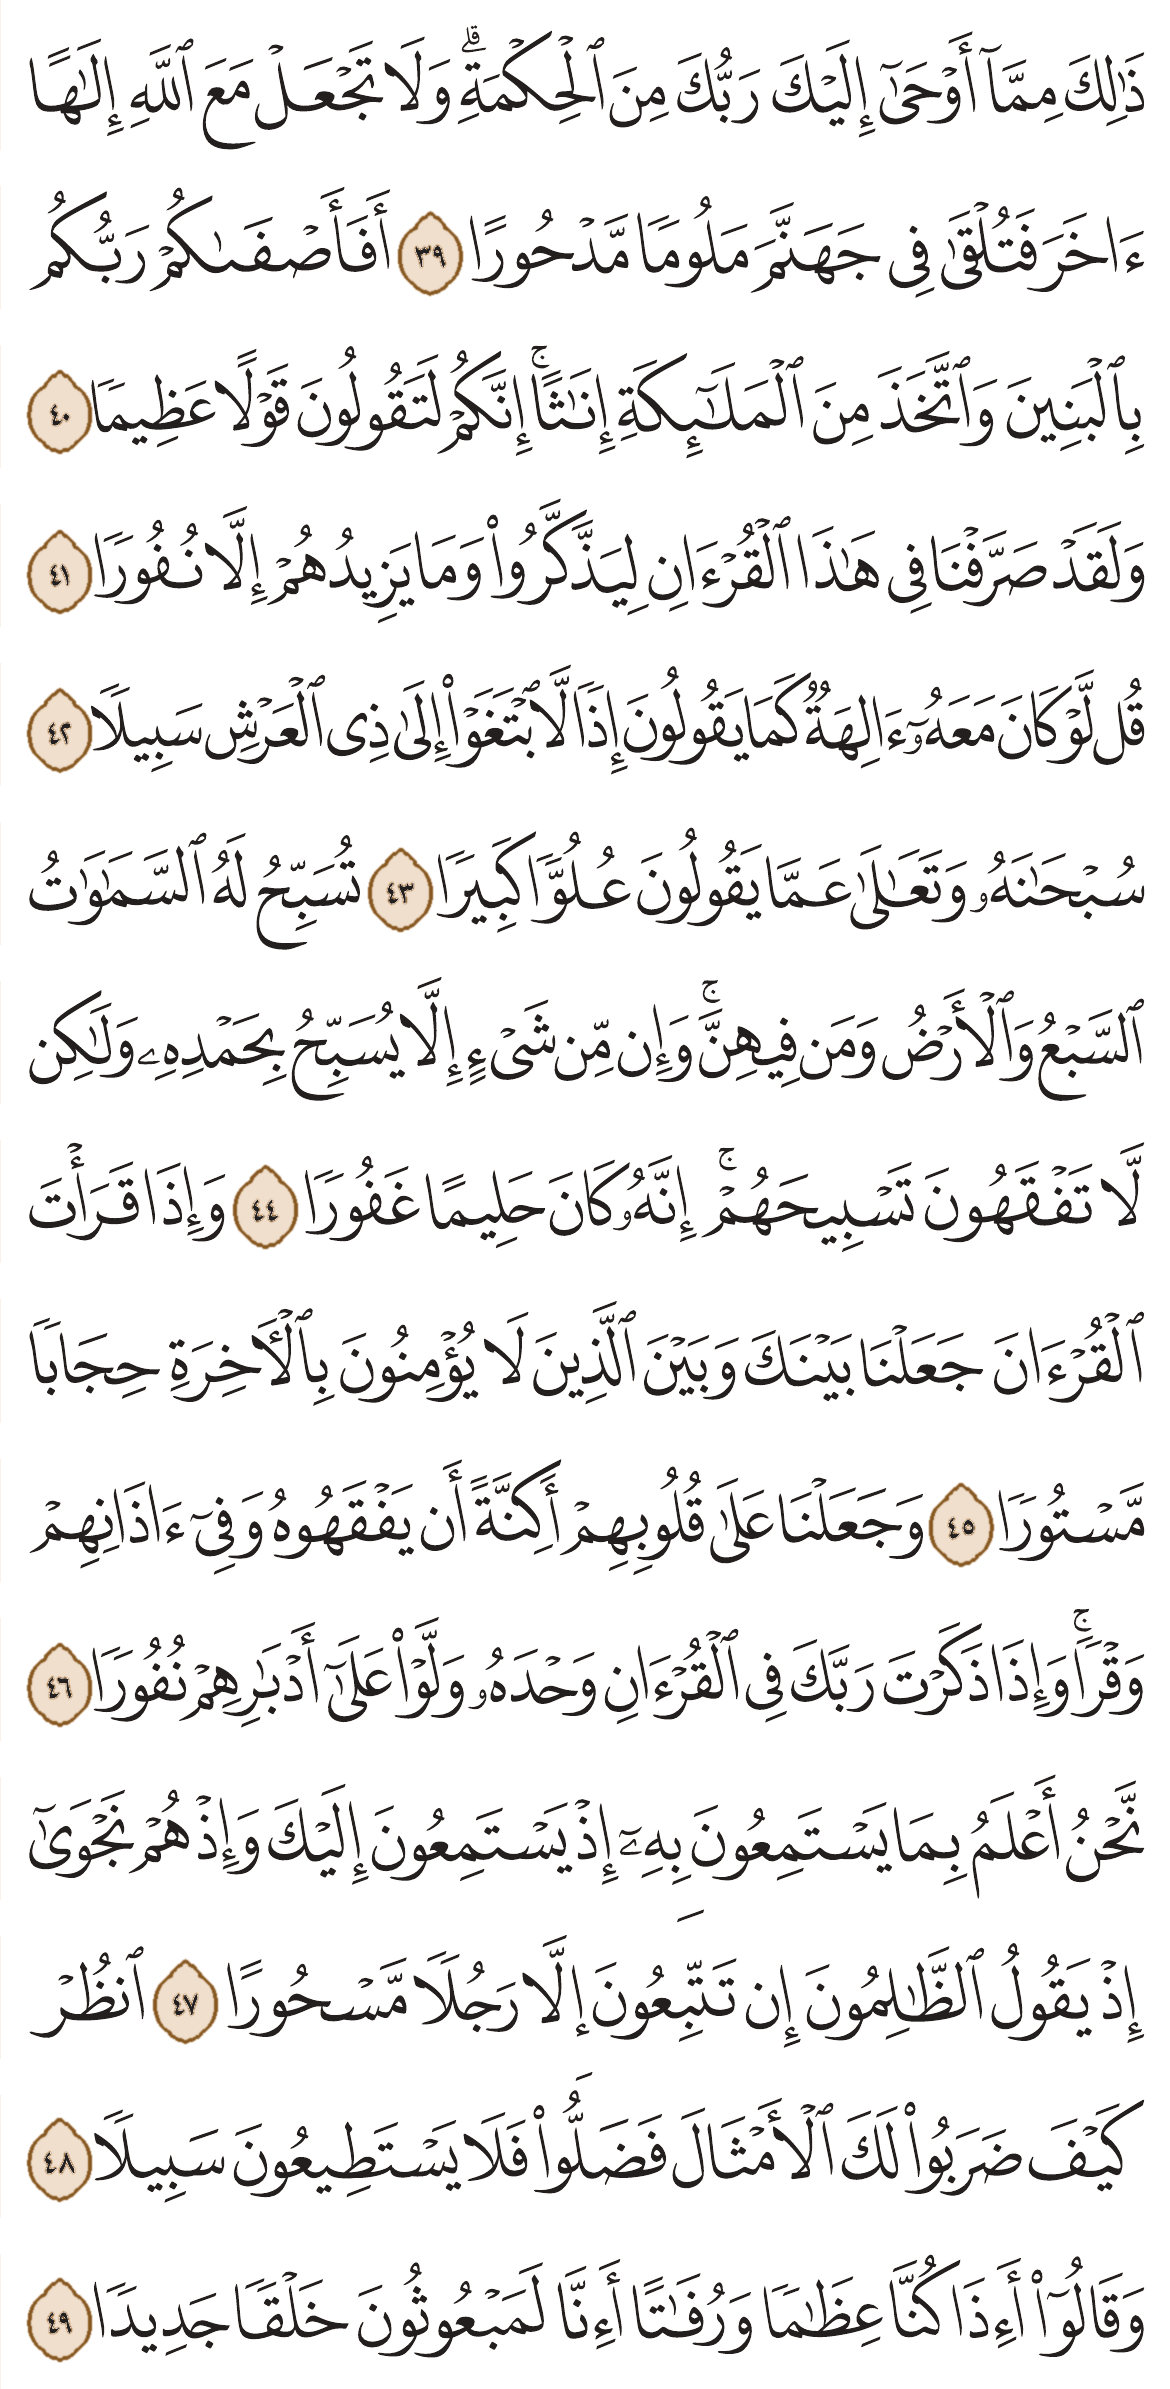 ذَٰلِكَ مِمَّآ أَوۡحَىٰٓ إِلَيۡكَ رَبُّكَ مِنَ ٱلۡحِكۡمَةِۗ وَلَا تَجۡعَلۡ مَعَ ٱللَّهِ إِلَٰهًا
ءَاخَرَ فَتُلۡقَىٰ فِي جَهَنَّمَ مَلُومٗا مَّدۡحُورًا ٣٩ أَفَأَصۡفَىٰكُمۡ رَبُّكُم
بِٱلۡبَنِينَ وَٱتَّخَذَ مِنَ ٱلۡمَلَٰٓئِكَةِ إِنَٰثًاۚ إِنَّكُمۡ لَتَقُولُونَ قَوۡلًا عَظِيمٗا ٤٠
وَلَقَدۡ صَرَّفۡنَا فِي هَٰذَا ٱلۡقُرۡءَانِ لِيَذَّكَّرُواْ وَمَا يَزِيدُهُمۡ إِلَّا نُفُورٗا ٤١
قُل لَّوۡ كَانَ مَعَهُۥٓ ءَالِهَةٞ كَمَا يَقُولُونَ إِذٗا لَّٱبۡتَغَوۡاْ إِلَىٰ ذِي ٱلۡعَرۡشِ سَبِيلٗا ٤٢
سُبۡحَٰنَهُۥ وَتَعَٰلَىٰ عَمَّا يَقُولُونَ عُلُوّٗا كَبِيرٗا ٤٣ تُسَبِّحُ لَهُ ٱلسَّمَٰوَٰتُ
ٱلسَّبۡعُ وَٱلۡأَرۡضُ وَمَن فِيهِنَّۚ وَإِن مِّن شَيۡءٍ إِلَّا يُسَبِّحُ بِحَمۡدِهِۦ وَلَٰكِن
لَّا تَفۡقَهُونَ تَسۡبِيحَهُمۡۚ إِنَّهُۥ كَانَ حَلِيمًا غَفُورٗا ٤٤ وَإِذَا قَرَأۡتَ
ٱلۡقُرۡءَانَ جَعَلۡنَا بَيۡنَكَ وَبَيۡنَ ٱلَّذِينَ لَا يُؤۡمِنُونَ بِٱلۡأٓخِرَةِ حِجَابٗا
مَّسۡتُورٗا ٤٥ وَجَعَلۡنَا عَلَىٰ قُلُوبِهِمۡ أَكِنَّةً أَن يَفۡقَهُوهُ وَفِيٓ ءَاذَانِهِمۡ
وَقۡرٗاۚ وَإِذَا ذَكَرۡتَ رَبَّكَ فِي ٱلۡقُرۡءَانِ وَحۡدَهُۥ وَلَّوۡاْ عَلَىٰٓ أَدۡبَٰرِهِمۡ نُفُورٗا ٤٦
نَّحۡنُ أَعۡلَمُ بِمَا يَسۡتَمِعُونَ بِهِۦٓ إِذۡ يَسۡتَمِعُونَ إِلَيۡكَ وَإِذۡ هُمۡ نَجۡوَىٰٓ
إِذۡ يَقُولُ ٱلظَّٰلِمُونَ إِن تَتَّبِعُونَ إِلَّا رَجُلٗا مَّسۡحُورًا ٤٧ ٱنظُرۡ
كَيۡفَ ضَرَبُواْ لَكَ ٱلۡأَمۡثَالَ فَضَلُّواْ فَلَا يَسۡتَطِيعُونَ سَبِيلٗا ٤٨
وَقَالُوٓاْ أَءِذَا كُنَّا عِظَٰمٗا وَرُفَٰتًا أَءِنَّا لَمَبۡعُوثُونَ خَلۡقٗا جَدِيدٗا ٤٩